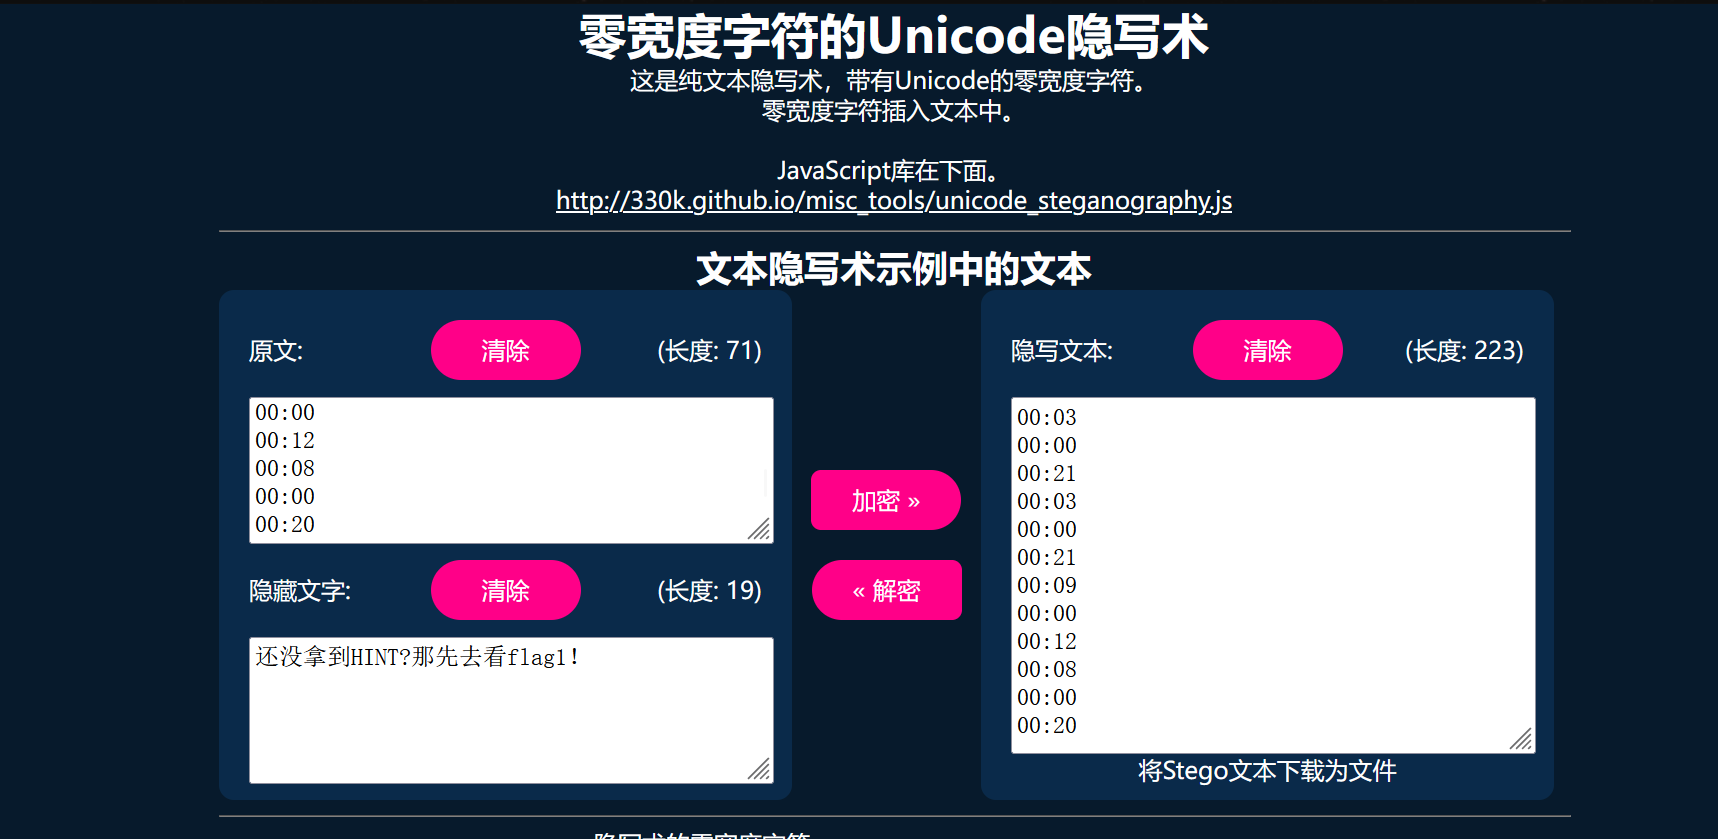 零宽度字符的Unicode隐写术
这是纯文本隐写术，带有Unicode的零宽度字符。
零宽度字符插入文本中。
JavaScript库在下面。
http://330k.github.io/misc_tools/unicode_steganography.js
文本隐写术示例中的文本
原文:
清除
(长度: 71)
00:00
00:12
00:08
00:00
00:20
隐藏文字:
清除
(长度: 19)
还没拿到HINT?那先去看flag1!
加密 »
« 解密
隐写文本:
清除
(长度: 223)
00:03
00:00
00:21
00:03
00:00
00:21
00:09
00:00
00:12
00:08
00:00
00:20
将Stego文本下载为文件
隐写术的零宽度字符